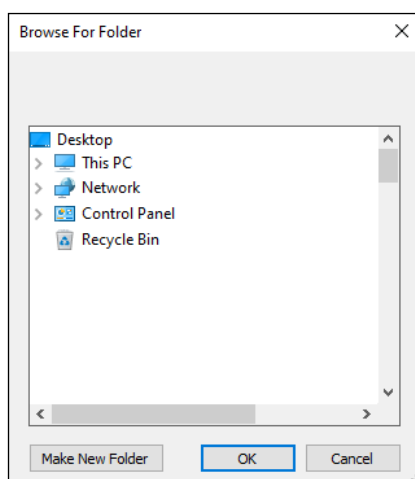 Browse For Folder
Desktop
This PC
Network
Control Panel
Recycle Bin
Make New Folder OK Cancel